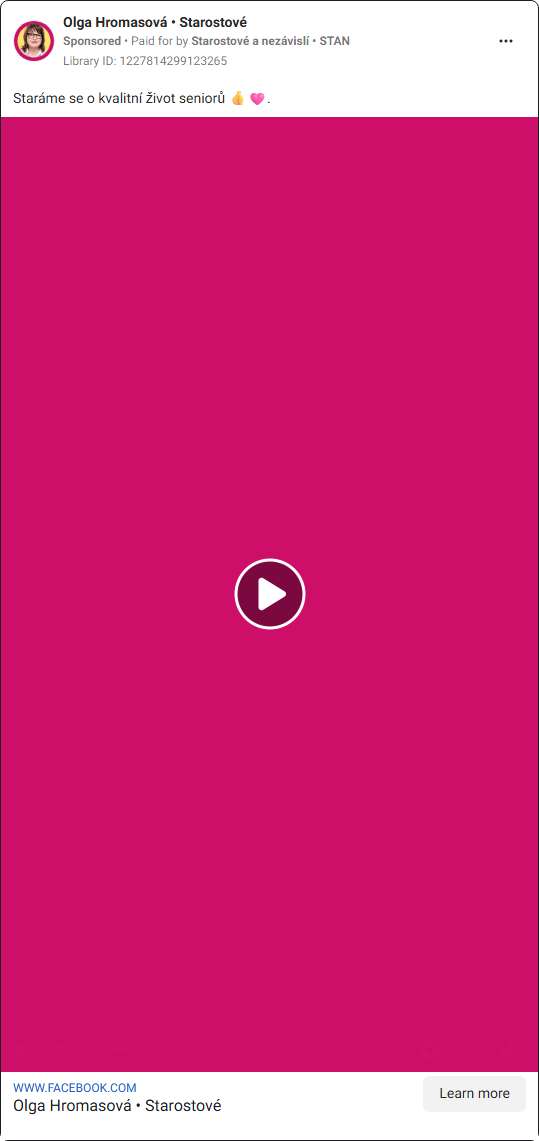 Olga Hromasová • Starostové
Sponsored • Paid for by Starostové a nezávislí • STAN
Library ID: 1227814299123265
Staráme se o kvalitní život seniorů 👍 💗 .
WWW.FACEBOOK.COM
Olga Hromasová • Starostové
Learn more